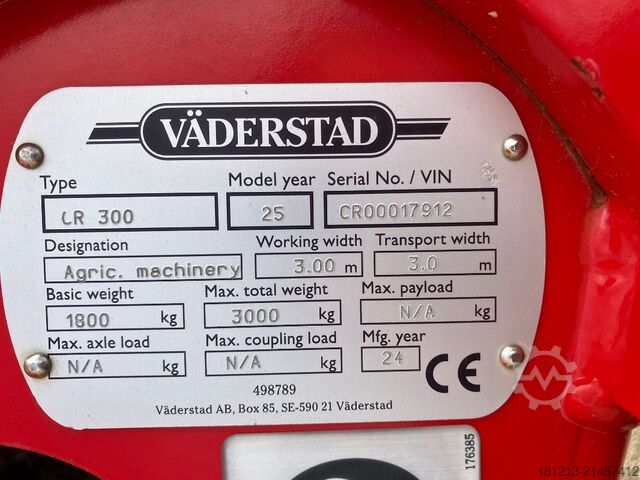 VÄDERSTAD
Type Model year Serial No. / VIN
CR 300 25 CR00017912
Designation Working width Transport width
Agric. machinery 3.00 m 3.0 m
Basic weight Max. total weight Max. payload
1800 kg 3000 kg N/A kg
Max. axle load Max. coupling load Mfg. year
N/A kg N/A kg 24 CE
498789
Väderstad AB, Box 85, SE-590 21 Väderstad
176385
181213-21497412